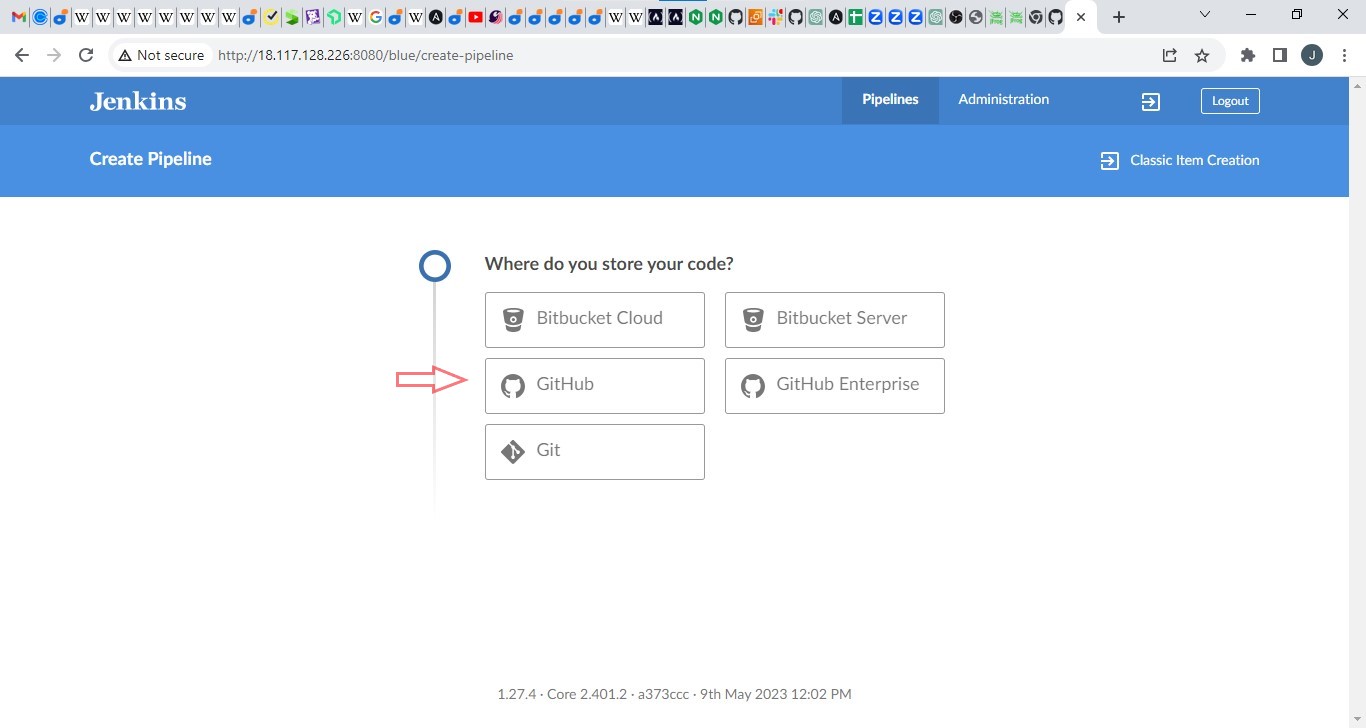 Not secure http://18.117.128.226:8080/blue/create-pipeline J
Jenkins Pipelines Administration Logout
Create Pipeline Classic Item Creation
Where do you store your code?
Bitbucket Cloud Bitbucket Server
GitHub GitHub Enterprise
Git
1.27.4 · Core 2.401.2 · a373ccc · 9th May 2023 12:02 PM